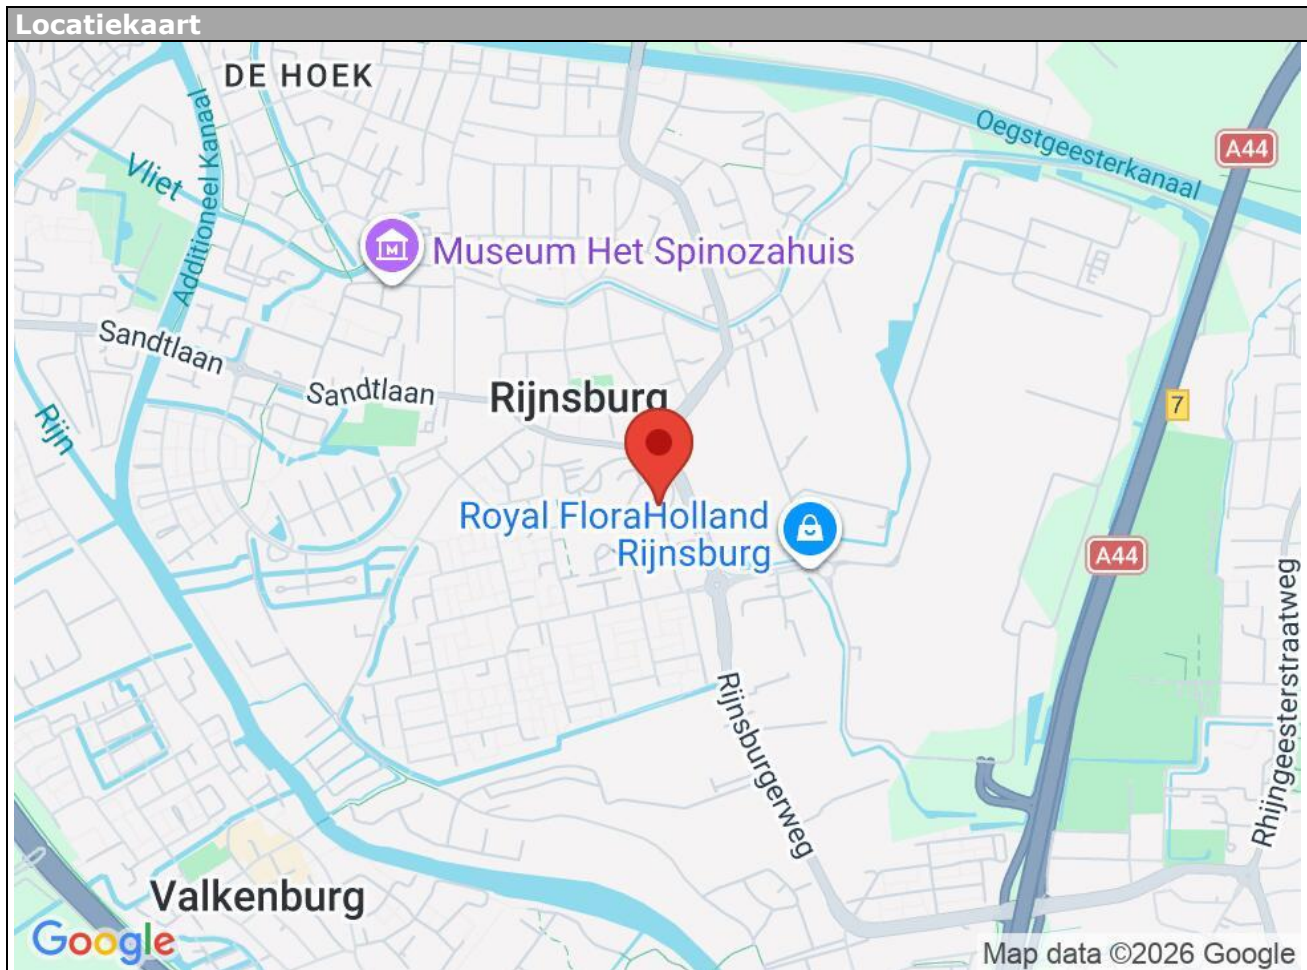 Locatiekaart
DE HOEK
Oegstgeesterkanaal
A44
Vliet
Additioneel Kanaal
M
Museum Het Spinozahuis
Sandtlaan
Sandtlaan
Rijnsburg
7
Rijn
Royal FloraHolland
Rijnsburg
A44
Rijnsburgerweg
Rhijngeesterstraatweg
Valkenburg
Google
Map data ©2026 Google